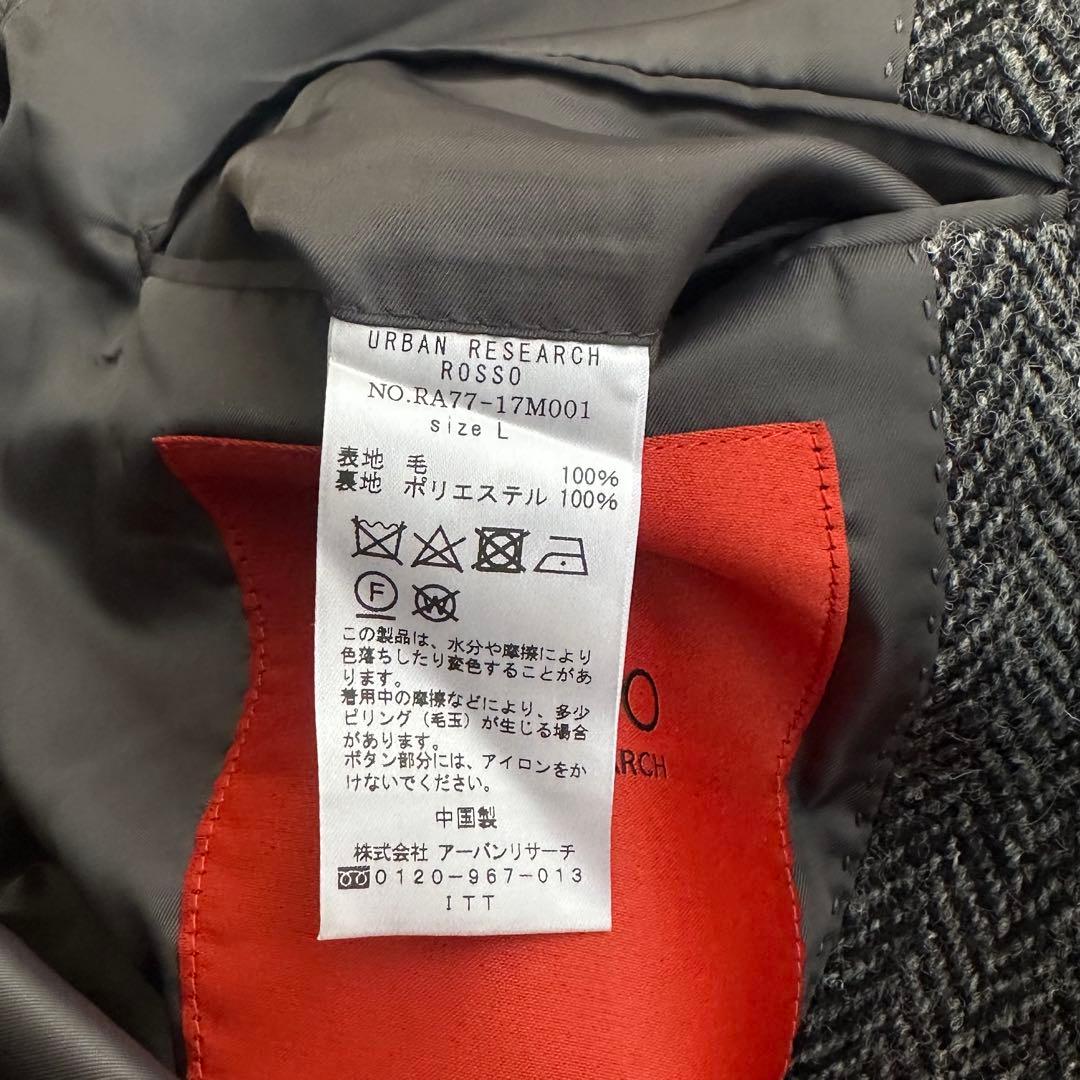 URBAN RESEARCH
ROSSO
NO.RA77-17M001
size L
表地 毛 100%
裏地 ポリエステル 100%
F
W
この製品は、水分や摩擦により
色落ちしたり変色することがあ
ります。
着用中の摩擦などにより、多少
ピリング（毛玉）が生じる場合
があります。
ボタン部分には、アイロンをか
けないでください。
中国製
株式会社 アーバンリサーチ
0120-967-013
ITT